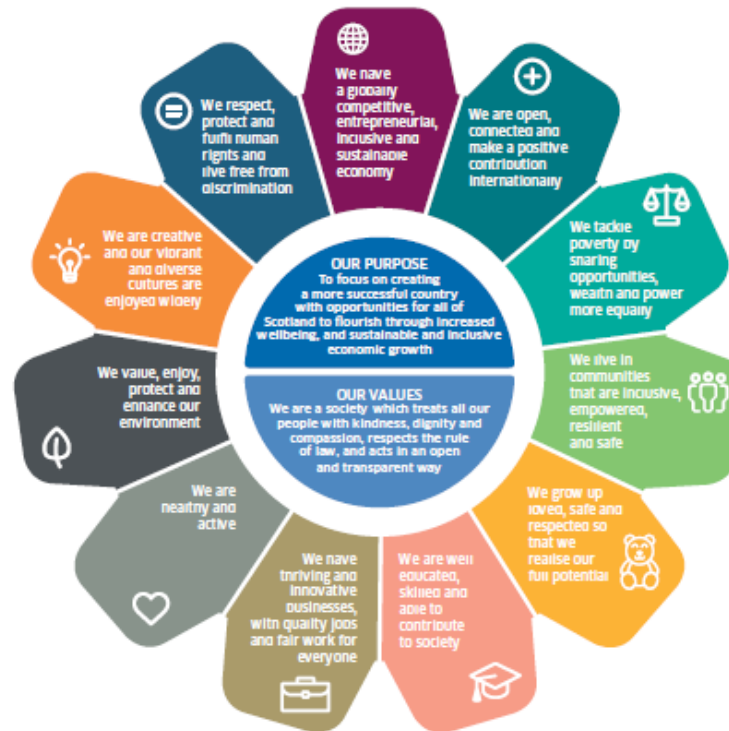 We have
a globally
competitive,
entrepreneurial,
inclusive and
sustainable
economy
We are open,
connected and
make a positive
contribution
internationally
We tackle
poverty by
sharing
opportunities,
wealth and power
more equally
We live in
communities
that are inclusive,
empowered,
resilient
and safe
We grow up
loved, safe and
respected so
that we
realise our
full potential
We are well
educated,
skilled and
able to
contribute
to society
We have
thriving and
innovative
businesses,
with quality jobs
and fair work for
everyone
We are
healthy and
active
We value, enjoy,
protect and
enhance our
environment
We are creative
and our vibrant
and diverse
cultures are
enjoyed widely
We respect,
protect and
fulfil human
rights and
live free from
discrimination
OUR PURPOSE
To focus on creating
a more successful country
with opportunities for all of
Scotland to flourish through increased
wellbeing, and sustainable and inclusive
economic growth
OUR VALUES
We are a society which treats all our
people with kindness, dignity and
compassion, respects the rule
of law, and acts in an open
and transparent way